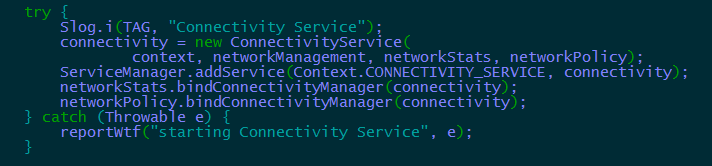 try {
Slog.i(TAG, "Connectivity Service");
connectivity = new ConnectivityService(
context, networkManagement, networkStats, networkPolicy);
ServiceManager.addService(Context.CONNECTIVITY_SERVICE, connectivity);
networkStats.bindConnectivityManager(connectivity);
networkPolicy.bindConnectivityManager(connectivity);
} catch (Throwable e) {
reportWtf("starting Connectivity Service", e);
}